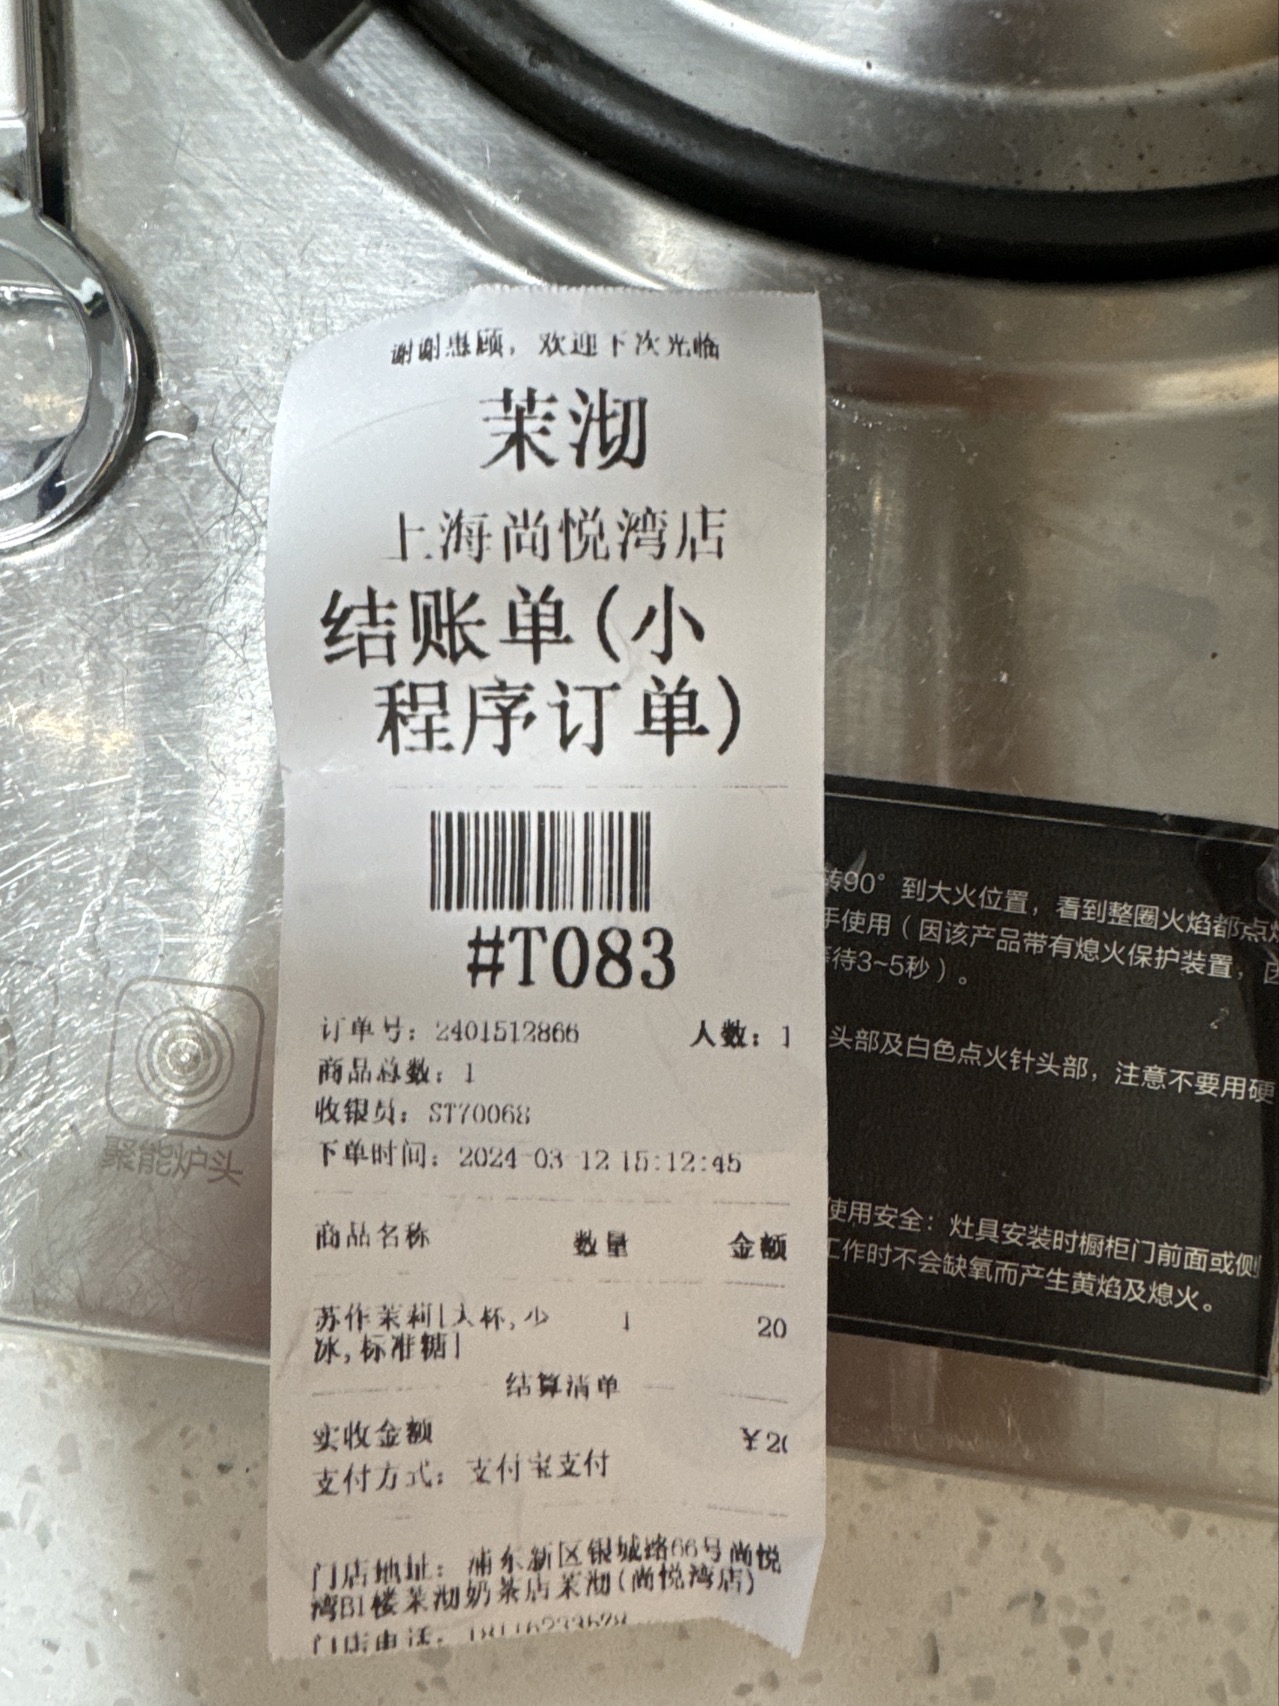 谢谢惠顾，欢迎下次光临
茉沏
上海尚悦湾店
结账单(小
程序订单)
#T083
订单号：2401512866 人数：1
商品总数：1
收银员：ST70068
下单时间：2024-03-12 15:12:45
商品名称 数量 金额
苏作茉莉[大杯,少 1 20
冰,标准糖]
结算清单
实收金额 ￥20
支付方式：支付宝支付
门店地址：浦东新区银城路66号尚悦
湾B1楼茉沏奶茶店茉沏(尚悦湾店)
门店电话：
聚能炉头
转90°到大火位置，看到整圈火焰都点
手使用（因该产品带有熄火保护装置，
等待3~5秒）。
头部及白色点火针头部，注意不要用硬
使用安全：灶具安装时橱柜门前面或侧
工作时不会缺氧而产生黄焰及熄火。